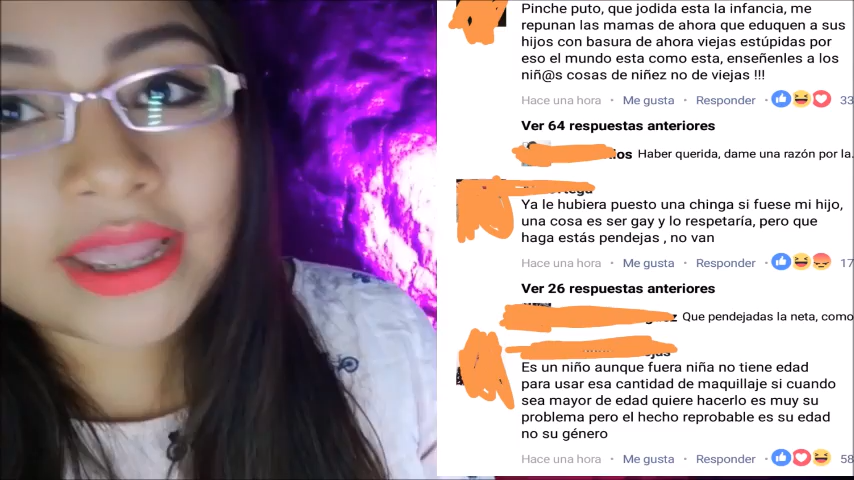 Pinche puto, que jodida esta la infancia, me
repunan las mamas de ahora que eduquen a sus
hijos con basura de ahora viejas estúpidas por
eso el mundo esta como esta, enseñenles a los
niñ@s cosas de niñez no de viejas !!!
Hace una hora · Me gusta · Responder · 33
Ver 64 respuestas anteriores
Haber querida, dame una razón por la
Ya le hubiera puesto una chinga si fuese mi hijo,
una cosa es ser gay y lo respetaría, pero que
haga estás pendejas , no van
Hace una hora · Me gusta · Responder · 17
Ver 26 respuestas anteriores
Que pendejadas la neta, como
Es un niño aunque fuera niña no tiene edad
para usar esa cantidad de maquillaje si cuando
sea mayor de edad quiere hacerlo es muy su
problema pero el hecho reprobable es su edad
no su género
Hace una hora · Me gusta · Responder · 58